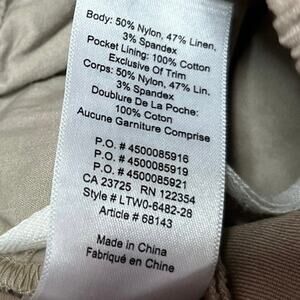 Body: 50% Nylon, 47% Linen,
3% Spandex
Pocket Lining: 100% Cotton
Exclusive Of Trim
Corps: 50% Nylon, 47% Lin,
3% Spandex
Doublure De La Poche:
100% Coton
Aucune Garniture Comprise
P.O. # 4500085916
P.O. # 4500085919
P.O. # 4500085921
CA 23725 RN 122354
Style # LTW0-6482-28
Article # 68143
Made in China
Fabriqué en Chine